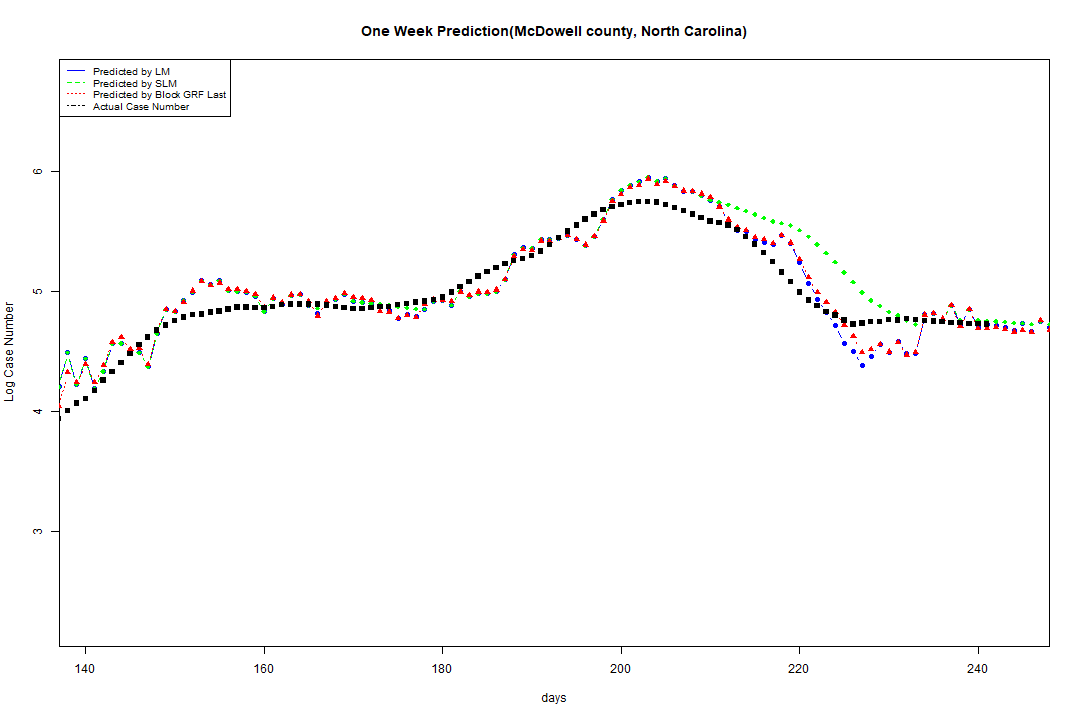 One Week Prediction(McDowell county, North Carolina)
Predicted by LM
Predicted by SLM
Predicted by Block GRF Last
Actual Case Number
6
5
4
3
Log Case Number
140 160 180 200 220 240
days